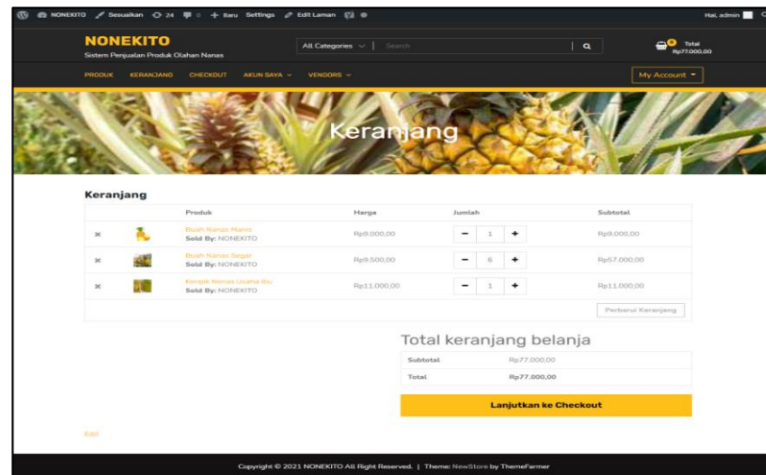 NONEKITO Sesuaikan 24 0 + Baru Settings Edit Laman Hai, admin
NONEKITO
Sistem Penjualan Produk Olahan Nanas
All Categories | Search
Total
Rp77.000,00
PRODUK KERANJANG CHECKOUT AKUN SAYA VENDORS
My Account
Keranjang
Keranjang
Produk Harga Jumlah Subtotal
Buah Nanas
Rp9.000,00 - 1 + Rp9.000,00
Sold By: NONEKITO
Buah Nanas Segar
Rp9.500,00 - 6 + Rp57.000,00
Sold By: NONEKITO
Keripik Nanas
Rp11.000,00 - 1 + Rp11.000,00
Sold By: NONEKITO
Perbarui Keranjang
Total keranjang belanja
Subtotal Rp77.000,00
Total Rp77.000,00
Lanjutkan ke Checkout
Edit
Copyright © 2021 NONEKITO All Right Reserved. | Theme: NewStore by ThemeFarmer